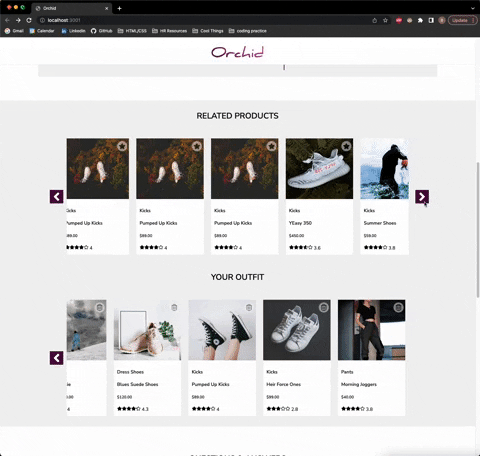 Orchid
localhost:3001
Update
Gmail
Calendar
LinkedIn
GitHub
HTML/CSS
HR Resources
Cool Things
coding practice
Orchid
RELATED PRODUCTS
Kicks
Pumped Up Kicks
$89.00
4
Kicks
Pumped Up Kicks
$89.00
4
Kicks
Pumped Up Kicks
$89.00
4
Kicks
YEasy 350
$450.00
3.6
Kicks
Summer Shoes
$59.00
3.8
YOUR OUTFIT
4
Dress Shoes
Blues Suede Shoes
$120.00
4.3
Kicks
Pumped Up Kicks
$89.00
4
Kicks
Heir Force Ones
$99.00
2.8
Pants
Morning Joggers
$40.00
3.8